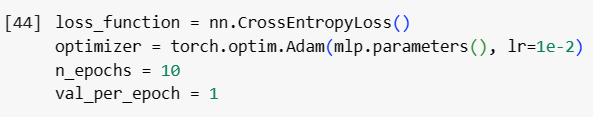 [44] loss_function = nn.CrossEntropyLoss()
optimizer = torch.optim.Adam(mlp.parameters(), lr=1e-2)
n_epochs = 10
val_per_epoch = 1